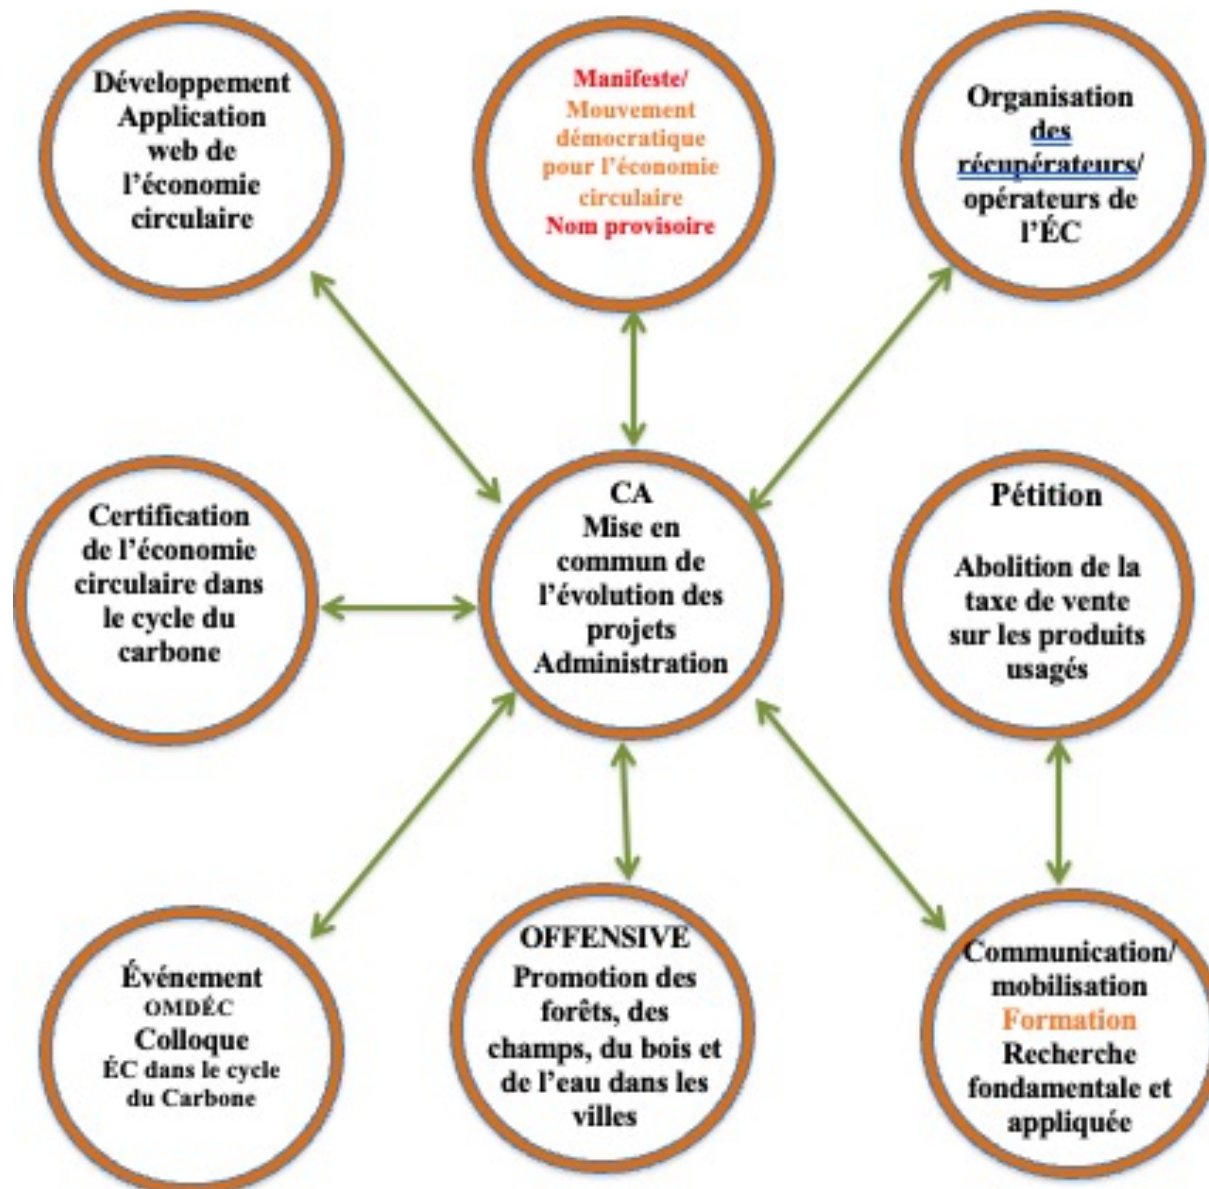 Développement
Application
web de
l'économie
circulaire
Manifeste/
Mouvement
démocratique
pour l'économie
circulaire
Nom provisoire
Organisation
des
récupérateurs/
opérateurs de
l'ÉC
Certification
de l'économie
circulaire dans
le cycle du
carbone
CA
Mise en
commun de
l'évolution des
projets
Administration
Pétition
Abolition de la
taxe de vente
sur les produits
usagés
Événement
OMDÉC
Colloque
ÉC dans le cycle
du Carbone
OFFENSIVE
Promotion des
forêts, des
champs, du bois et
de l'eau dans les
villes
Communication/
mobilisation
Formation
Recherche
fondamentale et
appliquée